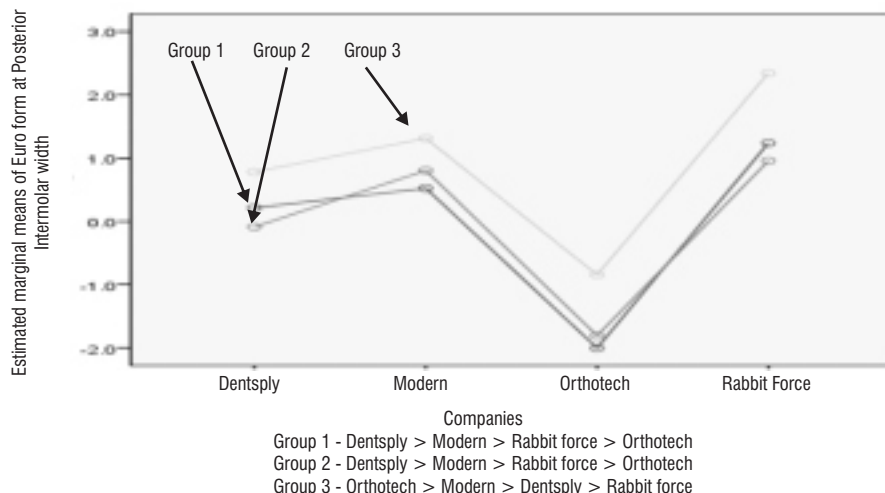 Estimated marginal means of Euro form at Posterior
Intermolar width
3.0
2.0
1.0
0.0
-1.0
-2.0
Group 1
Group 2
Group 3
Dentsply
Modern
Orthotech
Rabbit Force
Companies
Group 1 - Dentsply > Modern > Rabbit force > Orthotech
Group 2 - Dentsply > Modern > Rabbit force > Orthotech
Group 3 - Orthotech > Modern > Dentsply > Rabbit force